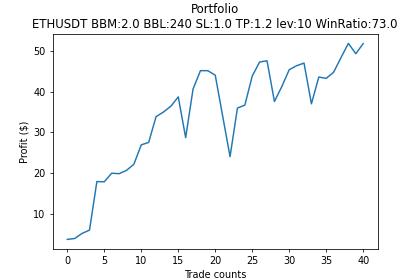 Portfolio
ETHUSDT BBM:2.0 BBL:240 SL:1.0 TP:1.2 lev:10 WinRatio:73.0
Profit ($)
50
40
30
20
10
0 5 10 15 20 25 30 35 40
Trade counts